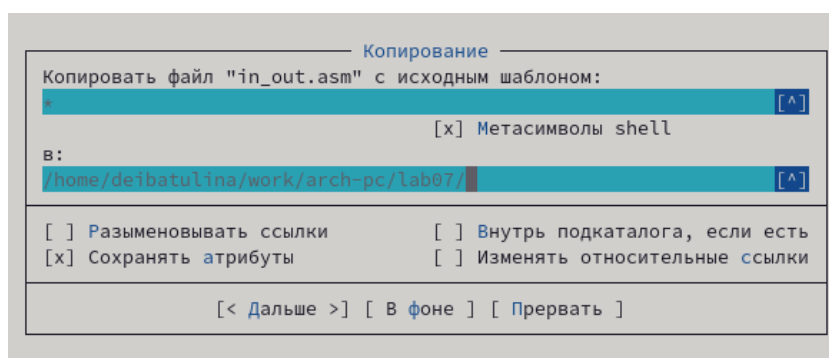 Копирование
Копировать файл "in_out.asm" с исходным шаблоном:
* [^]
[x] Метасимволы shell
в:
/home/deibatulina/work/arch-pc/lab07/ [^]
[ ] Разыменовывать ссылки [ ] Внутрь подкаталога, если есть
[x] Сохранять атрибуты [ ] Изменять относительные ссылки
[< Дальше >] [ В фоне ] [ Прервать ]